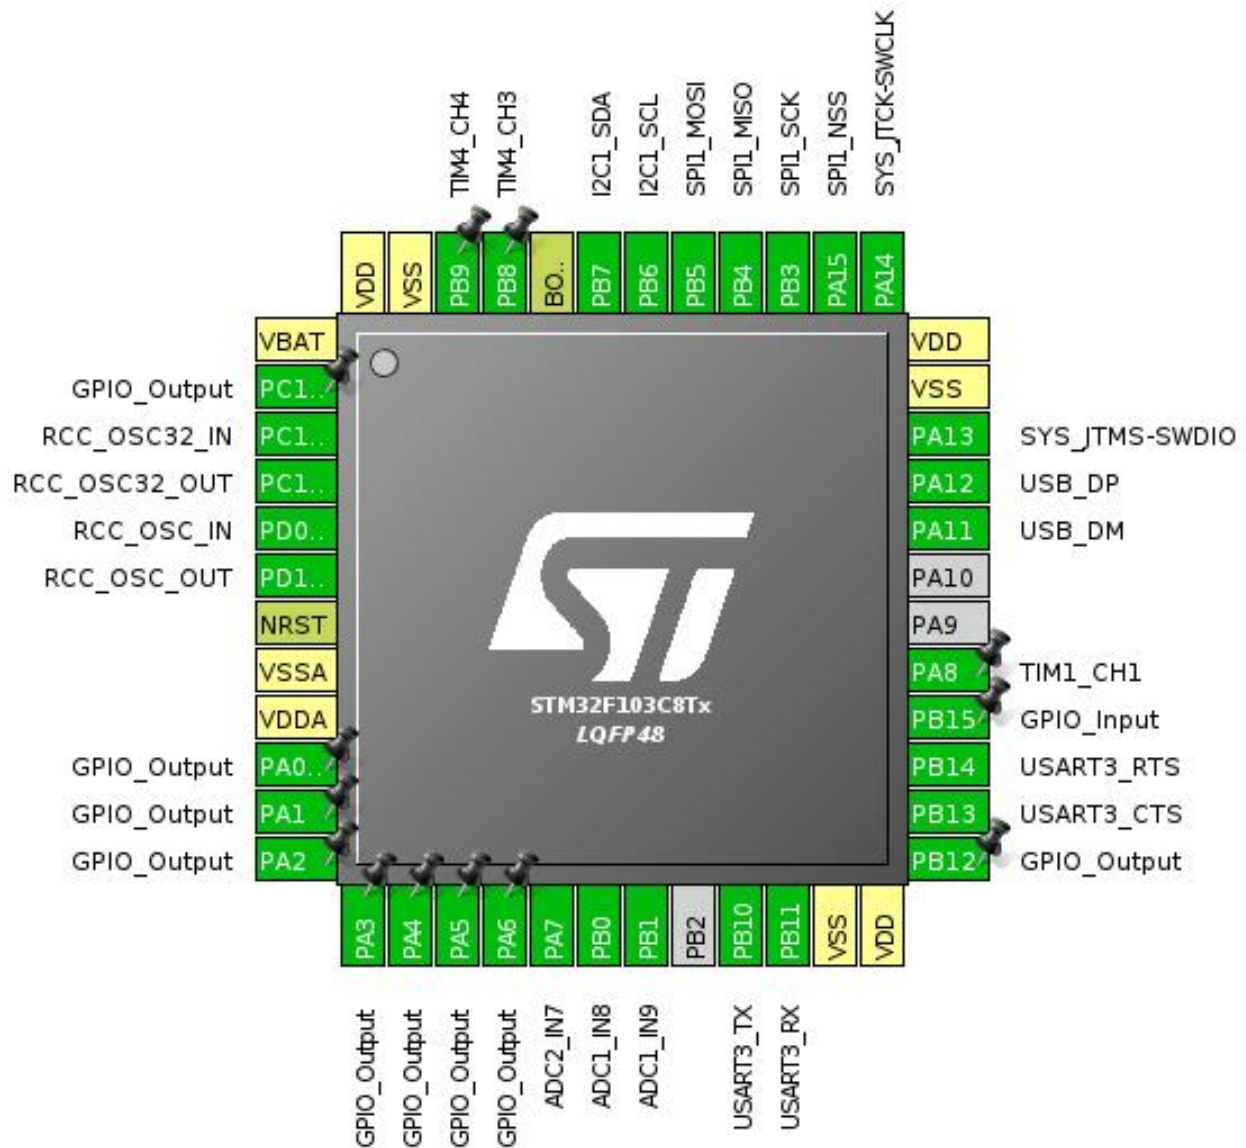 TIM4_CH4
TIM4_CH3
I2C1_SDA
I2C1_SCL
SPI1_MOSI
SPI1_MISO
SPI1_SCK
SPI1_NSS
SYS_JTCK-SWCLK
VDD
VSS
PB9
PB8
BO..
PB7
PB6
PB5
PB4
PB3
PA15
PA14
VBAT
GPIO_Output PC1..
RCC_OSC32_IN PC1..
RCC_OSC32_OUT PC1..
RCC_OSC_IN PD0..
RCC_OSC_OUT PD1..
NRST
VSSA
VDDA
GPIO_Output PA0..
GPIO_Output PA1
GPIO_Output PA2
ST
STM32F103C8Tx
LQFP48
VDD
VSS
PA13 SYS_JTMS-SWDIO
PA12 USB_DP
PA11 USB_DM
PA10
PA9
PA8 TIM1_CH1
PB15 GPIO_Input
PB14 USART3_RTS
PB13 USART3_CTS
PB12 GPIO_Output
PA3
PA4
PA5
PA6
PA7
PB0
PB1
PB2
PB10
PB11
VSS
VDD
GPIO_Output
GPIO_Output
GPIO_Output
GPIO_Output
ADC2_IN7
ADC1_IN8
ADC1_IN9
USART3_TX
USART3_RX